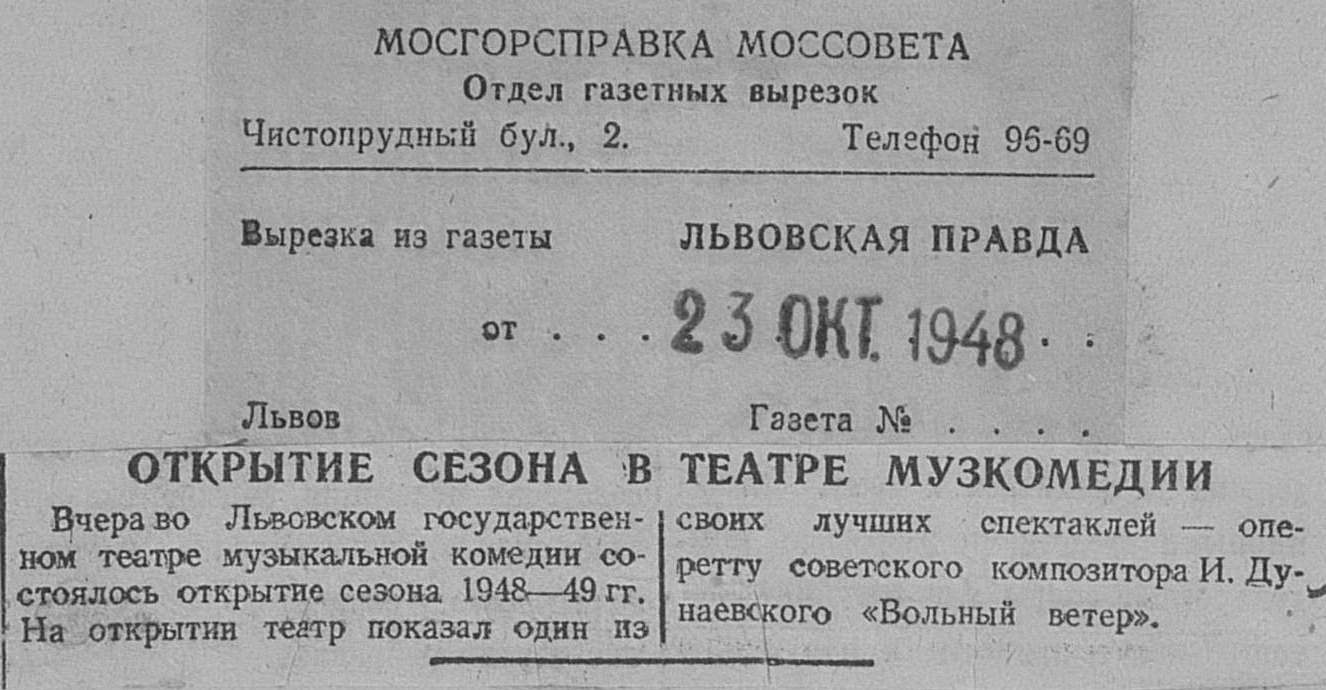 МОСГОРСПРАВКА МОССОВЕТА
Отдел газетных вырезок
Чистопрудный бул., 2. Телефон 96-69
Вырезка из газеты ЛЬВОВСКАЯ ПРАВДА
от . . . 23 ОКТ. 1948 . .
Львов Газета № . . . .
ОТКРЫТИЕ СЕЗОНА В ТЕАТРЕ МУЗКОМЕДИИ
Вчера во Львовском государствен-
ном театре музыкальной комедии со-
стоялось открытие сезона 1948—49 гг.
На открытии театр показал один из
своих лучших спектаклей — опе-
ретту советского композитора И. Ду-
наевского «Вольный ветер».